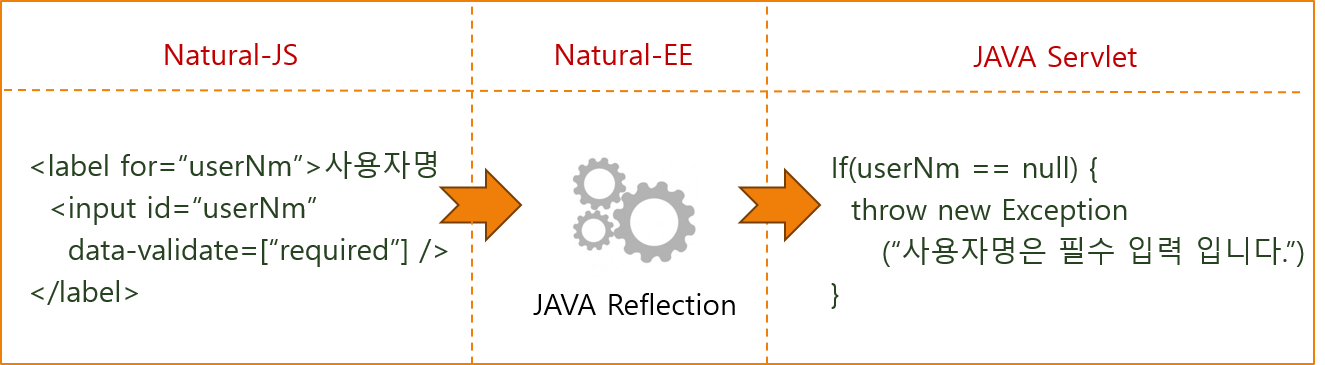 Natural-JS
Natural-EE
JAVA Servlet
<label for=“userNm”>사용자명
<input id=“userNm”
data-validate=[“required”] />
</label>
JAVA Reflection
If(userNm == null) {
throw new Exception
(“사용자명은 필수 입력 입니다.”)
}